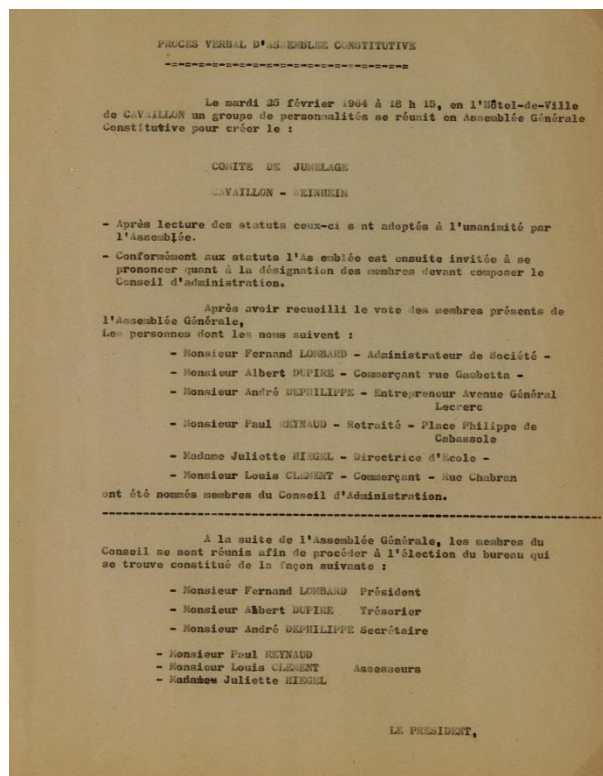 PROCES VERBAL D'ASSEMBLEE CONSTITUTIVE
-=-=-=-=-=-=-=-=-=-=-=-=-=-=-=-=-=-=
Le mardi 25 février 1964 à 18 h 15, en l'Hôtel-de-Ville
de CAVAILLON un groupe de personnalités se réunit en Assemblée Générale
Constitutive pour créer le :
COMITE DE JUMELAGE
CAVAILLON - WEINHEIM
- Après lecture des statuts ceux-ci s nt adoptés à l'unanimité par
l'Assemblée.
- Conformément aux statuts l'As emblée est ensuite invitée à se
prononcer quant à la désignation des membres devant composer le
Conseil d'administration.
Après avoir recueilli le vote des membres présents de
l'Assemblée Générale,
Les personnes dont les noms suivent :
- Monsieur Fernand LOMBARD - Administrateur de Société -
- Monsieur Albert DUPIRE - Commerçant rue Gambetta -
- Monsieur André DEPHILIPPE - Entrepreneur Avenue Général
Lecrerc
- Monsieur Paul REYNAUD - Retraité - Place Philippe de
Cabassole
- Madame Juliette HIEGEL - Directrice d'Ecole -
- Monsieur Louis CLEMENT - Commerçant - Rue Chabran
ont été nommés membres du Conseil d'Administration.
A la suite de l'Assemblée Générale, les membres du
Conseil se sont réunis afin de procéder à l'élection du bureau qui
se trouve constitué de la façon suivante :
- Monsieur Fernand LOMBARD Président
- Monsieur Albert DUPIRE Trésorier
- Monsieur André DEPHILIPPE Secrétaire
- Monsieur Paul REYNAUD
- Monsieur Louis CLEMENT Assesseurs
- Madame Juliette HIEGEL
LE PRESIDENT,